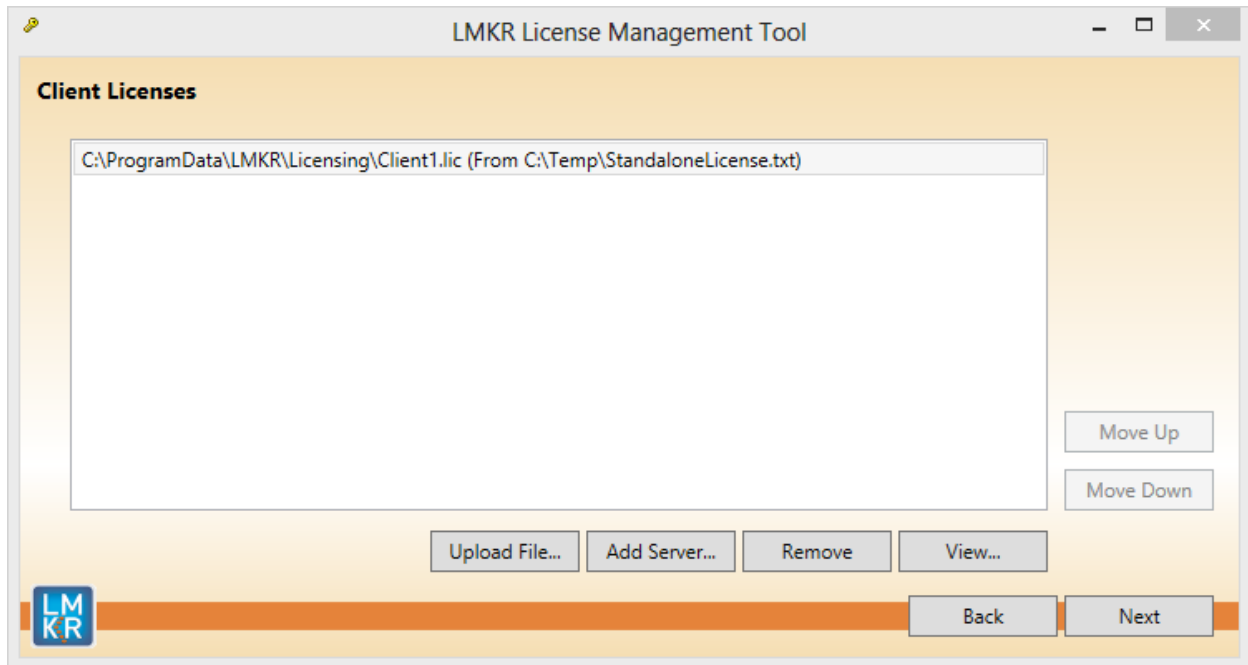 LMKR License Management Tool
Client Licenses
C:\ProgramData\LMKR\Licensing\Client1.lic (From C:\Temp\StandaloneLicense.txt)
Move Up
Move Down
Upload File... Add Server... Remove View...
LM
KR
Back Next